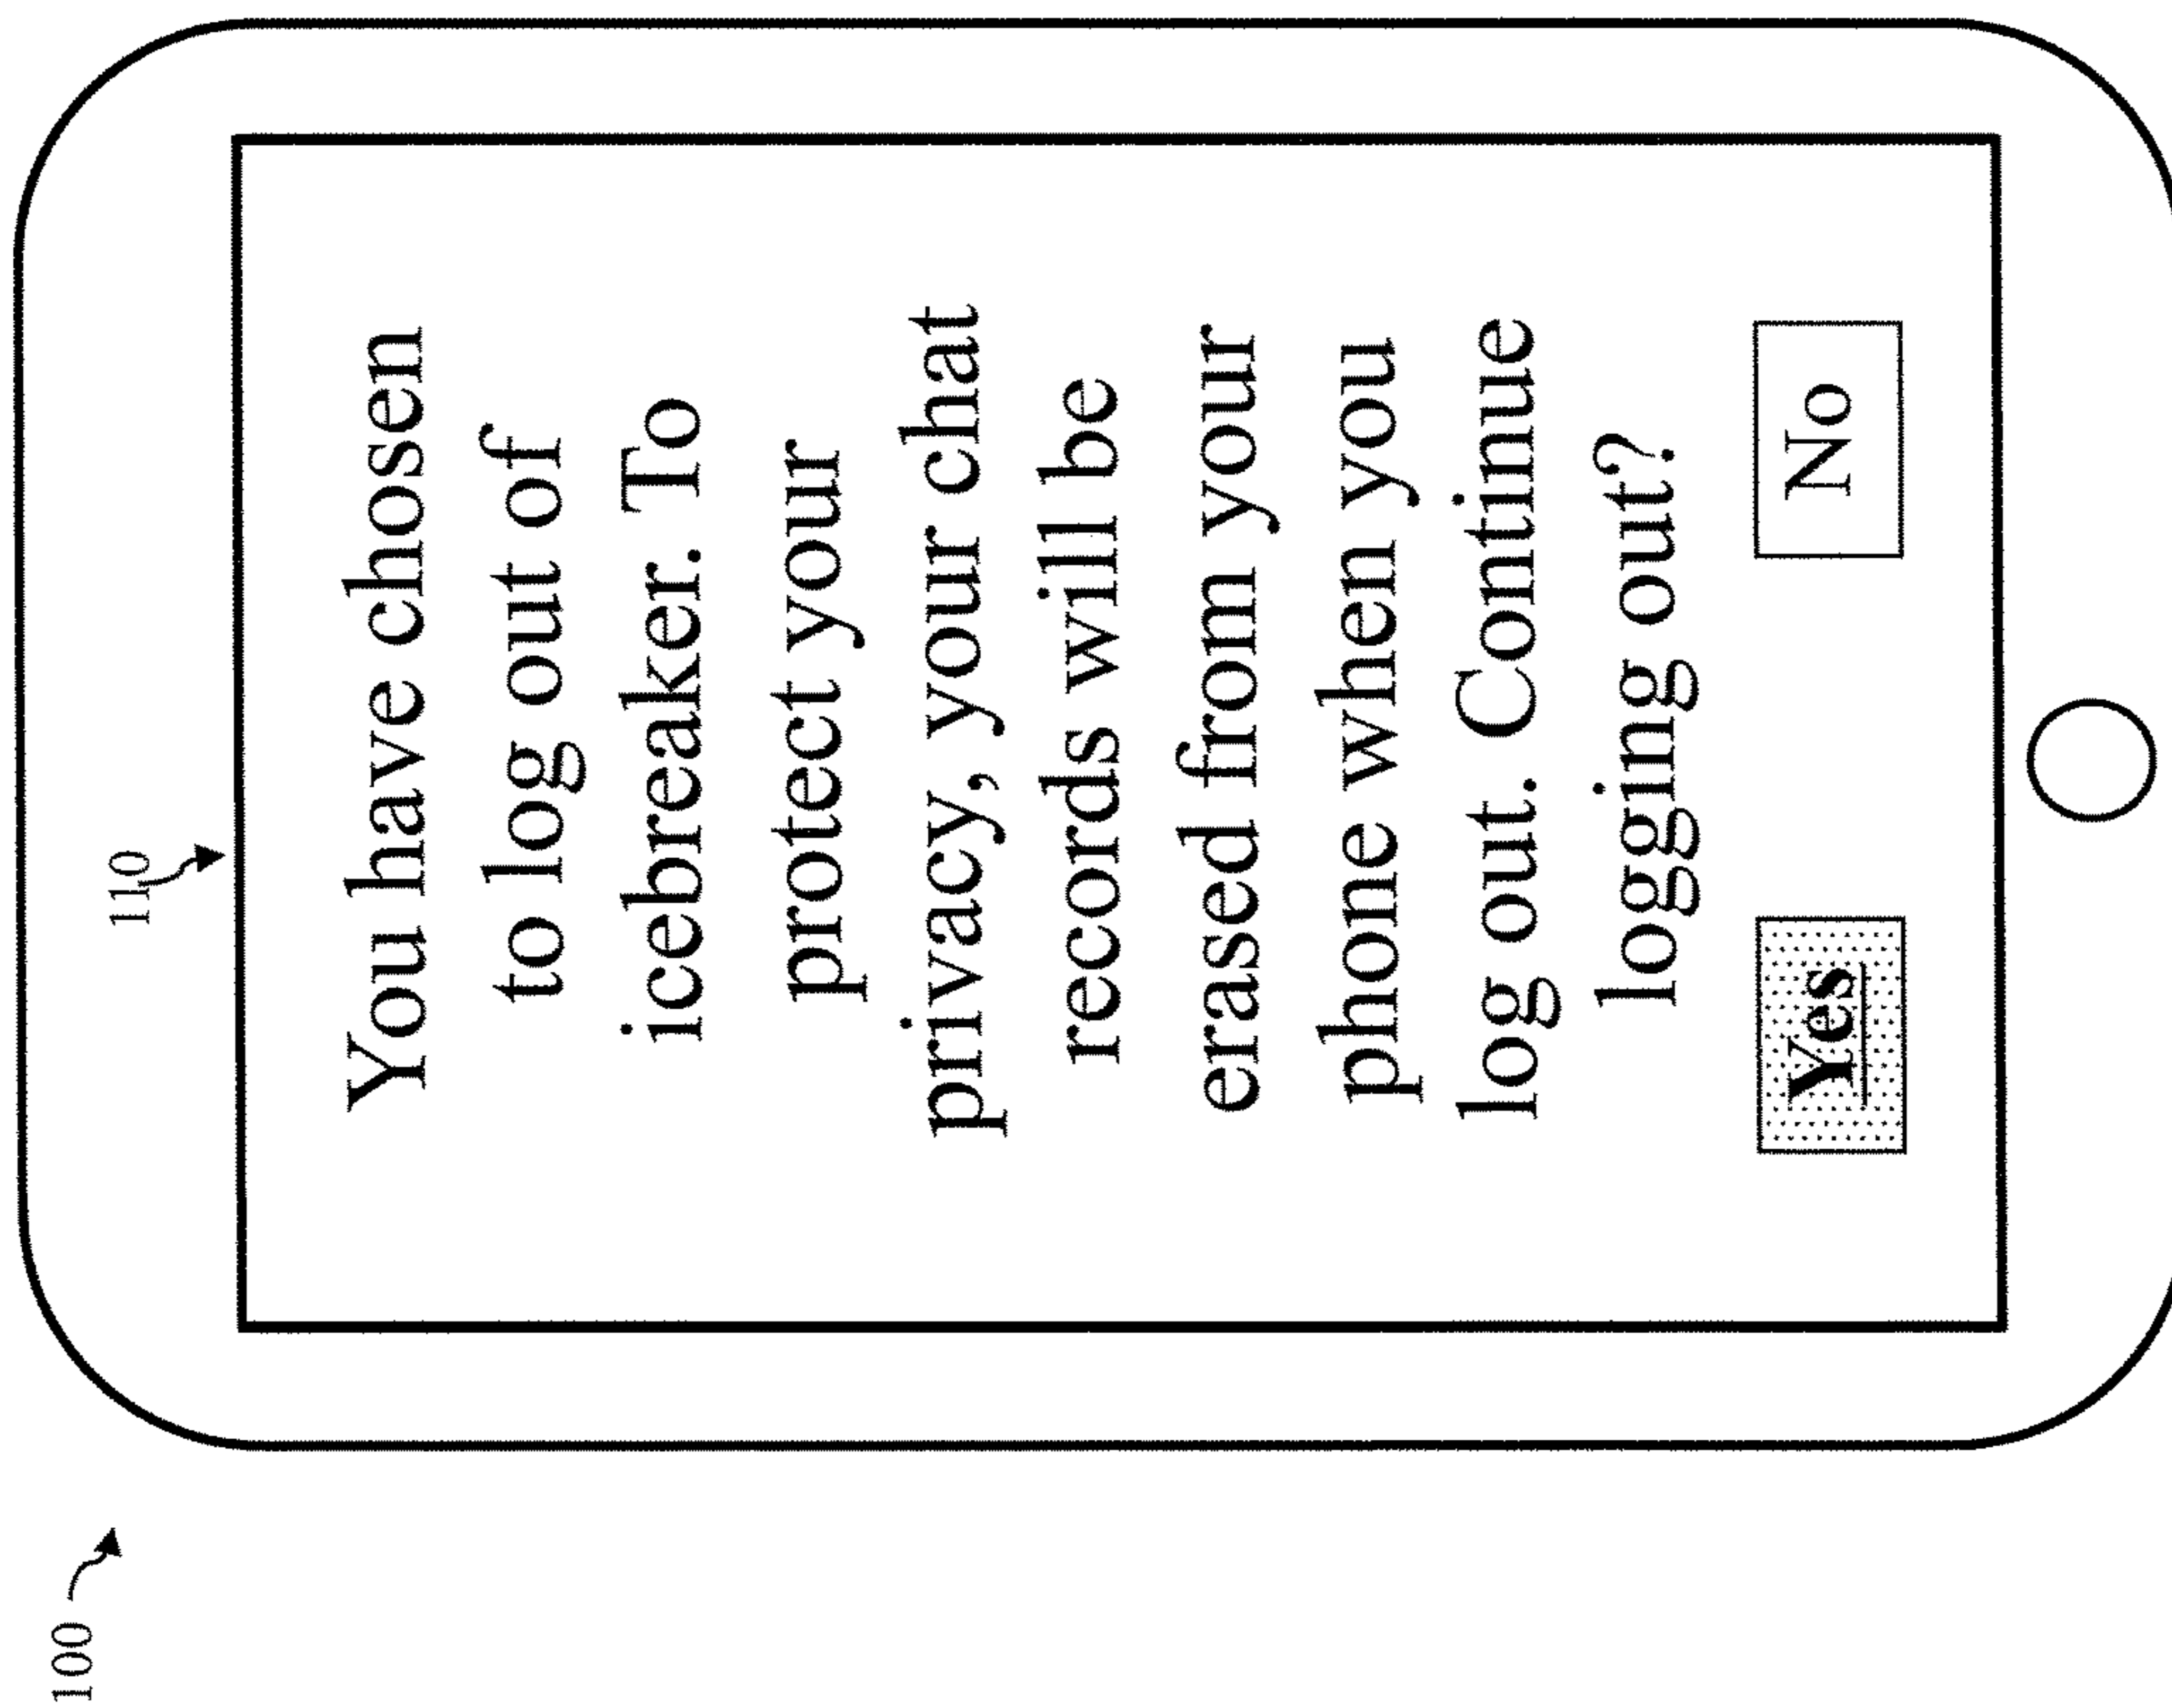 100
110
You have chosen
to log out of
icebreaker. To
protect your
privacy, your chat
records will be
erased from your
phone when you
log out. Continue
logging out?
Yes No